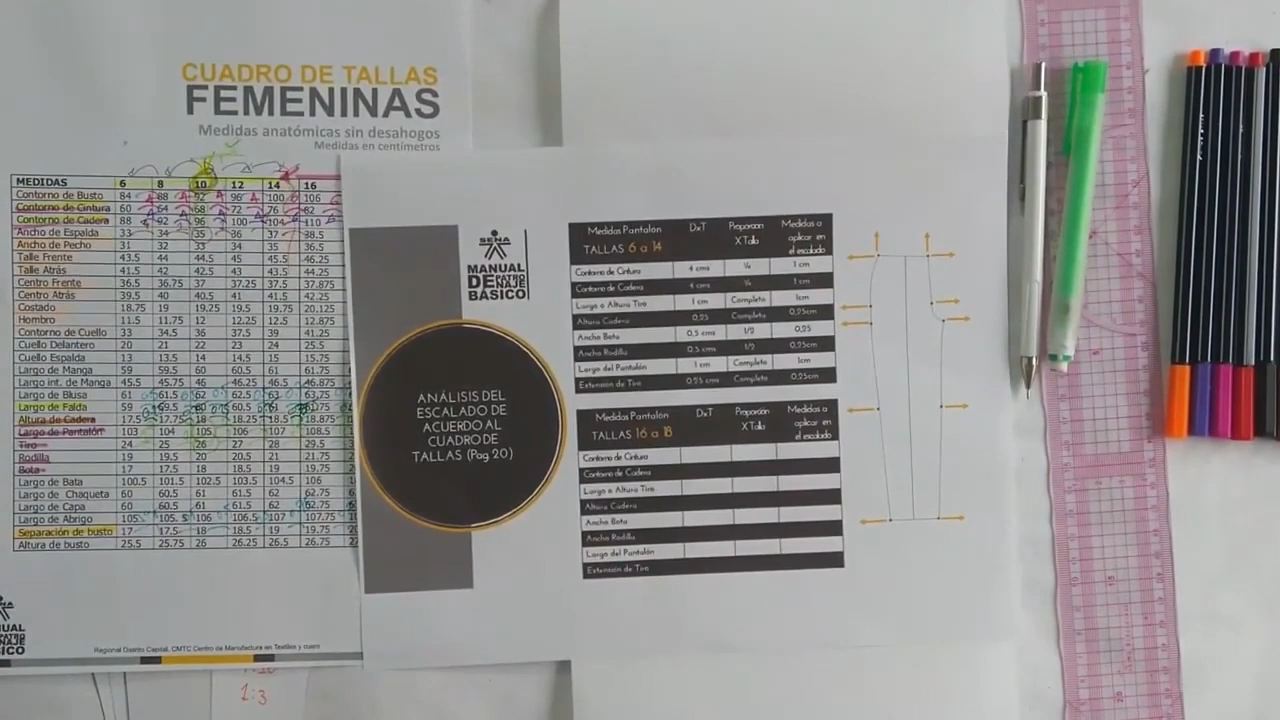 CUADRO DE TALLAS
FEMENINAS
Medidas anatómicas sin desahogos
Medidas en centímetros
MEDIDAS 6 8 10 12 14 16
Contorno de Busto 84 88 92 96 100 106
Contorno de Cintura 60 64 68 72 76 82
Contorno de Cadera 88 92 96 100 104 110
Ancho de Espalda 33 34 35 36 37 38.5
Ancho de Pecho 31 32 33 34 35 36.5
Talle Frente 43.5 44 44.5 45 45.5 46.25
Talle Atrás 41.5 42 42.5 43 43.5 44.25
Centro Frente 36.5 36.75 37 37.25 37.5 37.875
Centro Atrás 39.5 40 40.5 41 41.5 42.25
Costado 18.75 19 19.25 19.5 19.75 20.125
Hombro 11.5 11.75 12 12.25 12.5 12.875
Contorno de Cuello 33 34.5 36 37.5 39 41.25
Cuello Delantero 20 21 22 23 24 25.5
Cuello Espalda 13 13.5 14 14.5 15 15.75
Largo de Manga 59 59.5 60 60.5 61 61.75
Largo int. de Manga 45.5 45.75 46 46.25 46.5 46.875
Largo de Blusa 61 61.5 62 62.5 63 63.75
Largo de Falda 59 59.5 60 60.5 61 61.75
Altura de Cadera 17.5 17.75 18 18.25 18.5 18.875
Largo de Pantalón 103 104 106 107 108.5
Tiro 24 25 26 27 28 29.5
Rodilla 19 19.5 20 20.5 21 21.75
Bota 17 17.5 18 18.5 19 19.75
Largo de Bata 100.5 101.5 102.5 103.5 104.5 106
Largo de Chaqueta 60 60.5 61 61.5 62 62.75
Largo de Capa 60 60.5 61 61.5 62 62.75
Largo de Abrigo 105 105.5 106 106.5 107 107.75
Separación de busto 17 17.5 18 18.5 19.75
Altura de busto 25.5 25.75 26 26.25 26.5 26.75
Regional Distrito Capital, CMTC Centro de Manufactura en Textiles y cuero
1:3
SENA
MANUAL
DE PATRO
NAJE
BÁSICO
ANÁLISIS DEL
ESCALADO DE
ACUERDO AL
CUADRO DE
TALLAS (Pag 20)
Medidas Pantalón DxT Proporción X Talla Medidas a aplicar en el escalado
TALLAS 6 a 14
Contorno de Cintura 4 cms ¼ 1 cm
Contorno de Cadera 4 cms ¼ 1 cm
Largo o Altura Tiro 1 cm Completo 1cm
Altura Cadera 0,25 Completo 0,25cm
Ancho Bota 0,5 cms 1/2 0,25
Ancho Rodilla 0,5 cms 1/2 0,25cm
Largo del Pantalón 1 cm Completo 1cm
Extensión de Tiro 0,25 cms Completo 0,25cm
Medidas Pantalón DxT Proporción X Talla Medidas a aplicar en el escalado
TALLAS 16 a 18
Contorno de Cintura
Contorno de Cadera
Largo o Altura Tiro
Altura Cadera
Ancho Bota
Ancho Rodilla
Largo del Pantalón
Extensión de Tiro